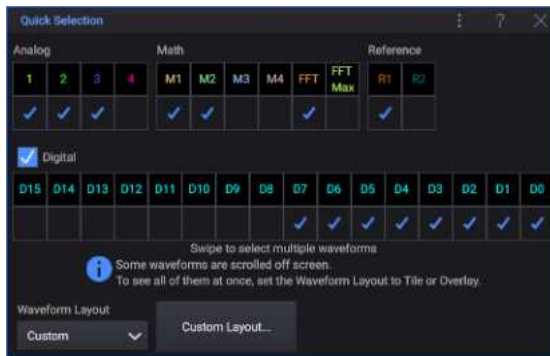 Quick Selection
Analog Math Reference
1 2 3 4 M1 M2 M3 M4 FFT FFT Max R1 R2
Digital
D15 D14 D13 D12 D11 D10 D9 D8 D7 D6 D5 D4 D3 D2 D1 D0
Swipe to select multiple waveforms
Some waveforms are scrolled off screen.
To see all of them at once, set the Waveform Layout to Tile or Overlay.
Waveform Layout
Custom
Custom Layout...